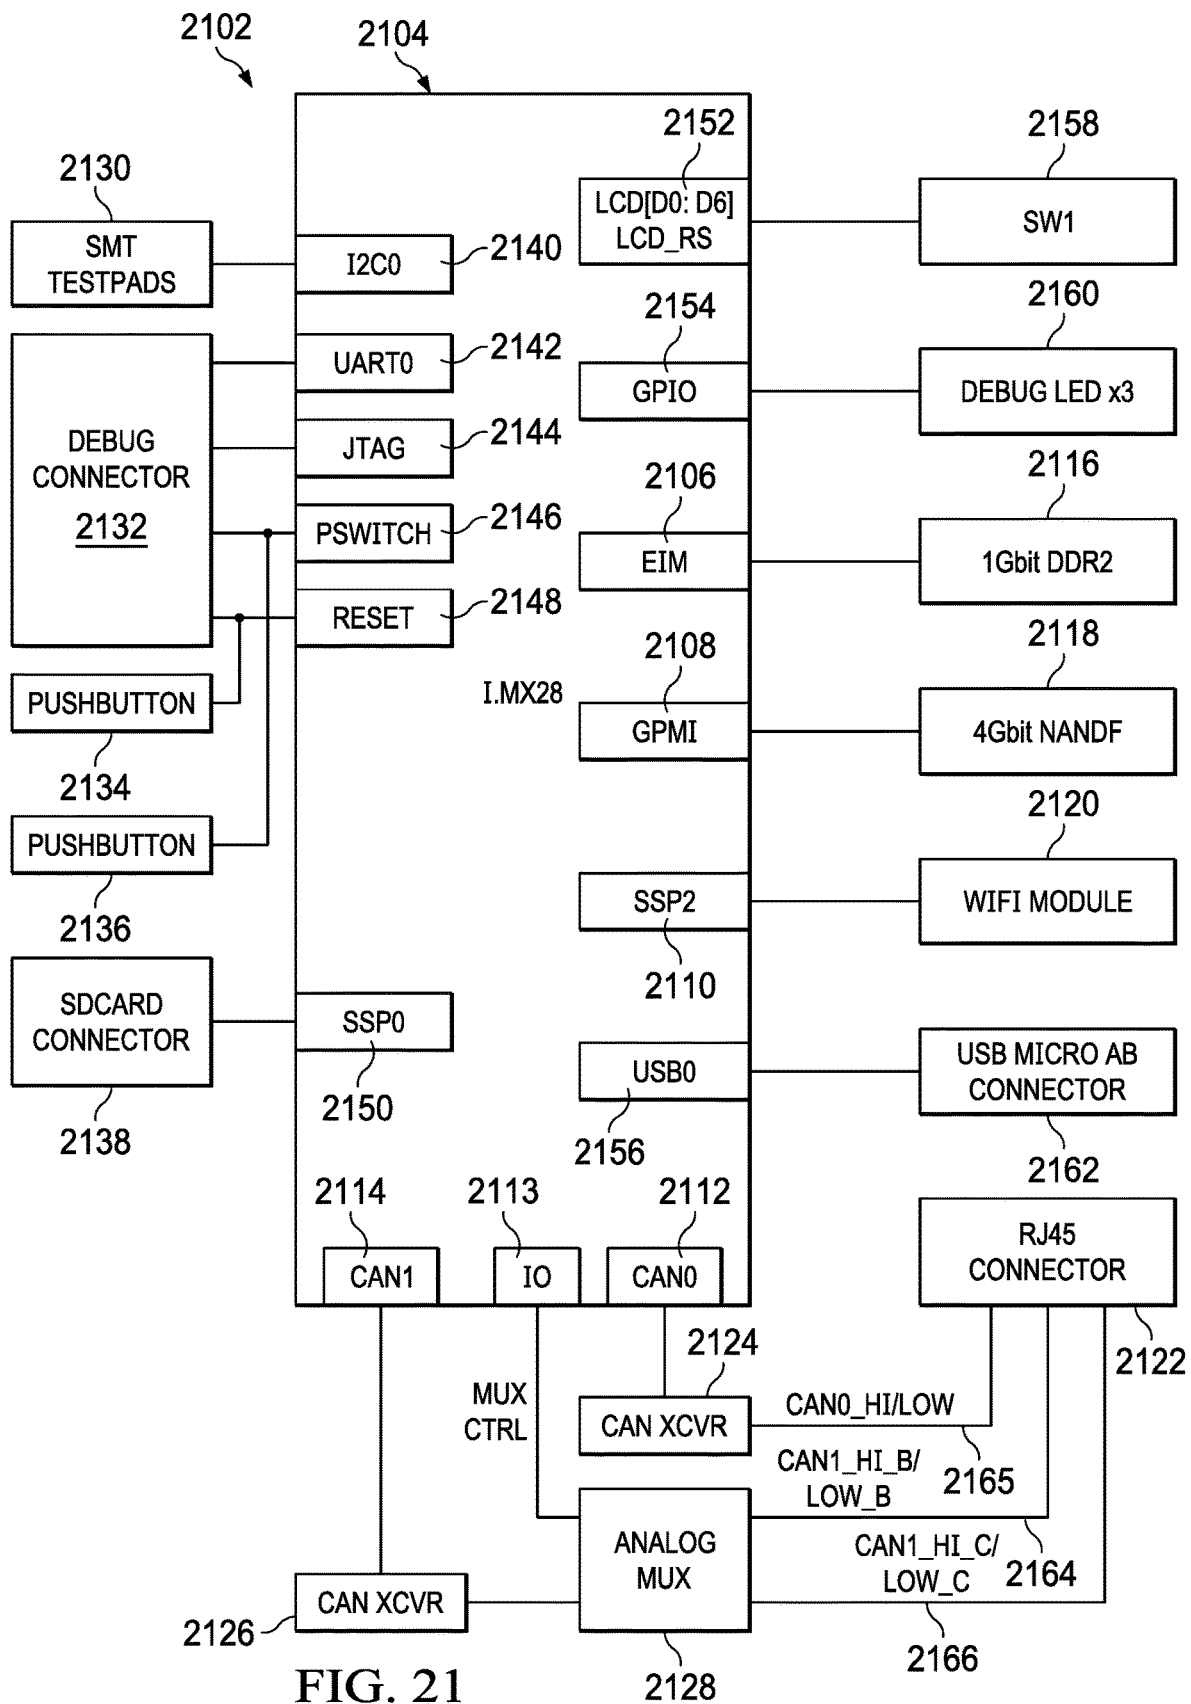 2102
2104
2152
2158
LCD[D0: D6]
LCD_RS
SW1
2130
SMT
TESTPADS
I2C0
2140
2154
2160
GPIO
DEBUG LED x3
DEBUG
CONNECTOR
2132
UART0
2142
JTAG
2144
2106
2116
PSWITCH
2146
EIM
1Gbit DDR2
RESET
2148
2108
2118
I.MX28
GPMI
4Gbit NANDF
PUSHBUTTON
2134
2120
PUSHBUTTON
2136
SSP2
WIFI MODULE
2110
SDCARD
CONNECTOR
2138
SSP0
2150
USB0
2156
USB MICRO AB
CONNECTOR
2162
2114
2113
2112
CAN1
IO
CAN0
RJ45
CONNECTOR
2122
2124
MUX
CTRL
CAN XCVR
CAN0_HI/LOW
2165
CAN1_HI_B/
LOW_B
2164
ANALOG
MUX
CAN1_HI_C/
LOW_C
2166
CAN XCVR
2126
2128
FIG. 21